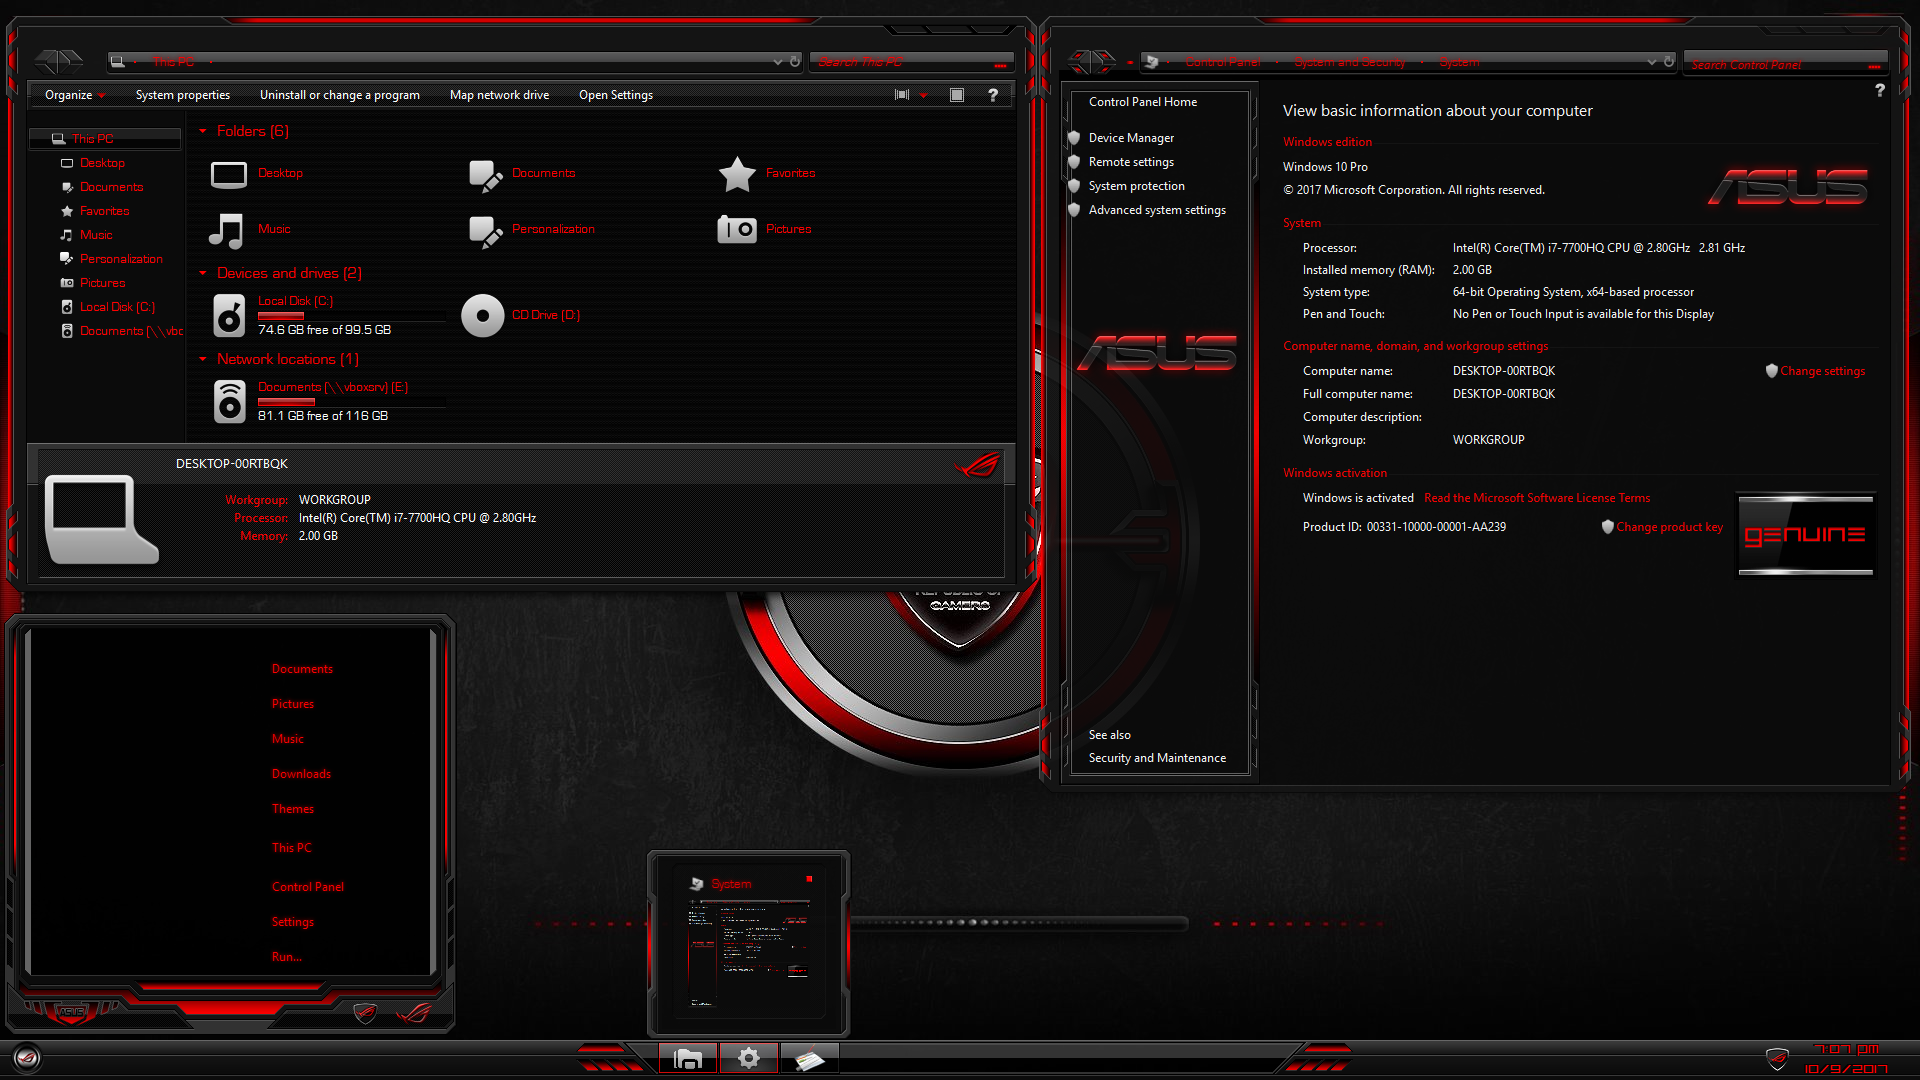 This PC
Search This PC
Organize
System properties
Uninstall or change a program
Map network drive
Open Settings
?
This PC
Desktop
Documents
Favorites
Music
Personalization
Pictures
Local Disk (C:)
Documents (\\vbc
Folders (6)
Desktop
Documents
Favorites
Music
Personalization
Pictures
Devices and drives (2)
Local Disk (C:)
74.6 GB free of 99.5 GB
CD Drive (D:)
Network locations (1)
Documents (\\vboxsrv) (E:)
81.1 GB free of 116 GB
DESKTOP-00RTBQK
Workgroup: WORKGROUP
Processor: Intel(R) Core(TM) i7-7700HQ CPU @ 2.80GHz
Memory: 2.00 GB
Control Panel System and Security System
Search Control Panel
?
Control Panel Home
Device Manager
Remote settings
System protection
Advanced system settings
ASUS
See also
Security and Maintenance
View basic information about your computer
Windows edition
Windows 10 Pro
© 2017 Microsoft Corporation. All rights reserved.
ASUS
System
Processor: Intel(R) Core(TM) i7-7700HQ CPU @ 2.80GHz 2.81 GHz
Installed memory (RAM): 2.00 GB
System type: 64-bit Operating System, x64-based processor
Pen and Touch: No Pen or Touch Input is available for this Display
Computer name, domain, and workgroup settings
Computer name: DESKTOP-00RTBQK
Change settings
Full computer name: DESKTOP-00RTBQK
Computer description:
Workgroup: WORKGROUP
Windows activation
Windows is activated Read the Microsoft Software License Terms
Product ID: 00331-10000-00001-AA239
Change product key
genuine
GAMERS
Documents
Pictures
Music
Downloads
Themes
This PC
Control Panel
Settings
Run...
ASUS
System
7:07 pm
10/9/2017